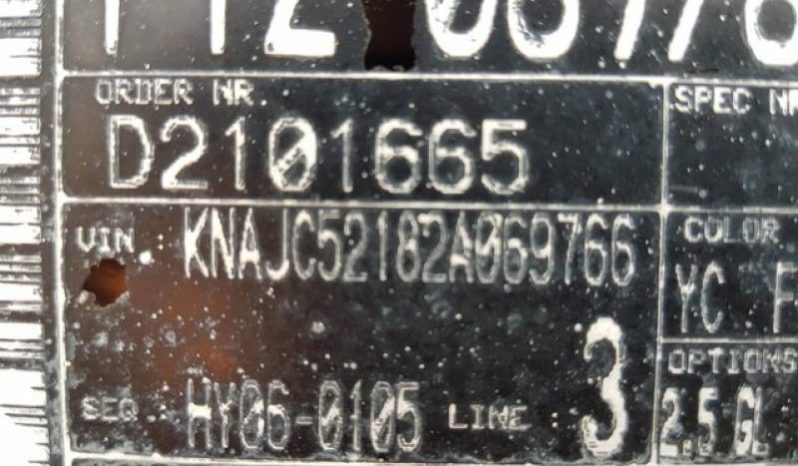 ORDER NR. SPEC NR
D2101665
VIN.: KNAJC52182A069766 COLOR
YC F
OPTIONS
SEQ.: HY06-0105 LINE: 3 2.5 GL